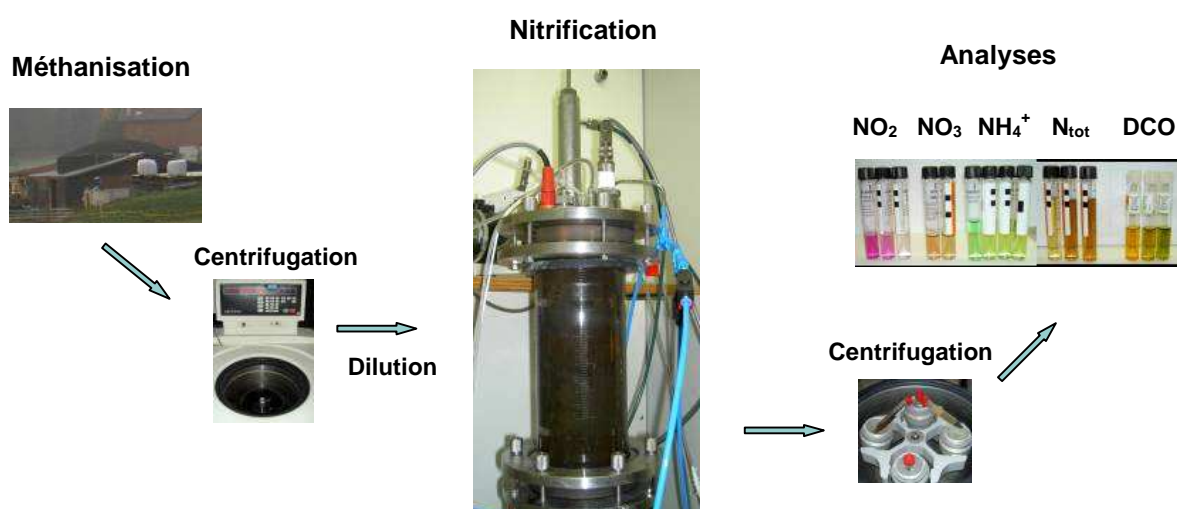 Nitrification
Méthanisation
Analyses
NO₂ NO₃ NH₄⁺ Nₜₒₜ DCO
Centrifugation
Dilution
Centrifugation